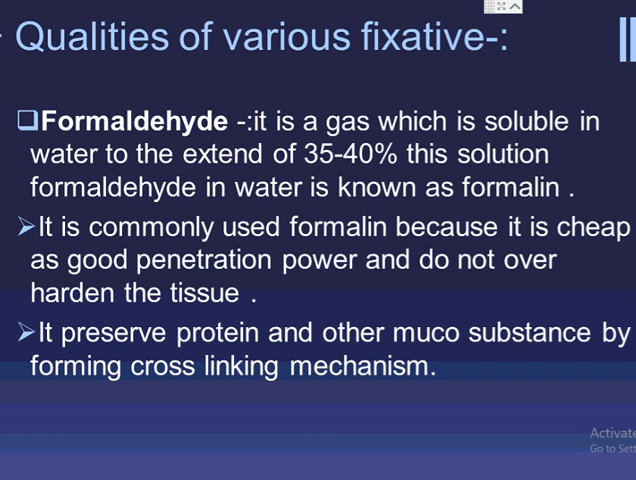 Qualities of various fixative-:
❑Formaldehyde -:it is a gas which is soluble in
water to the extend of 35-40% this solution
formaldehyde in water is known as formalin .
➢It is commonly used formalin because it is cheap
as good penetration power and do not over
harden the tissue .
➢It preserve protein and other muco substance by
forming cross linking mechanism.
Activate
Go to Sett